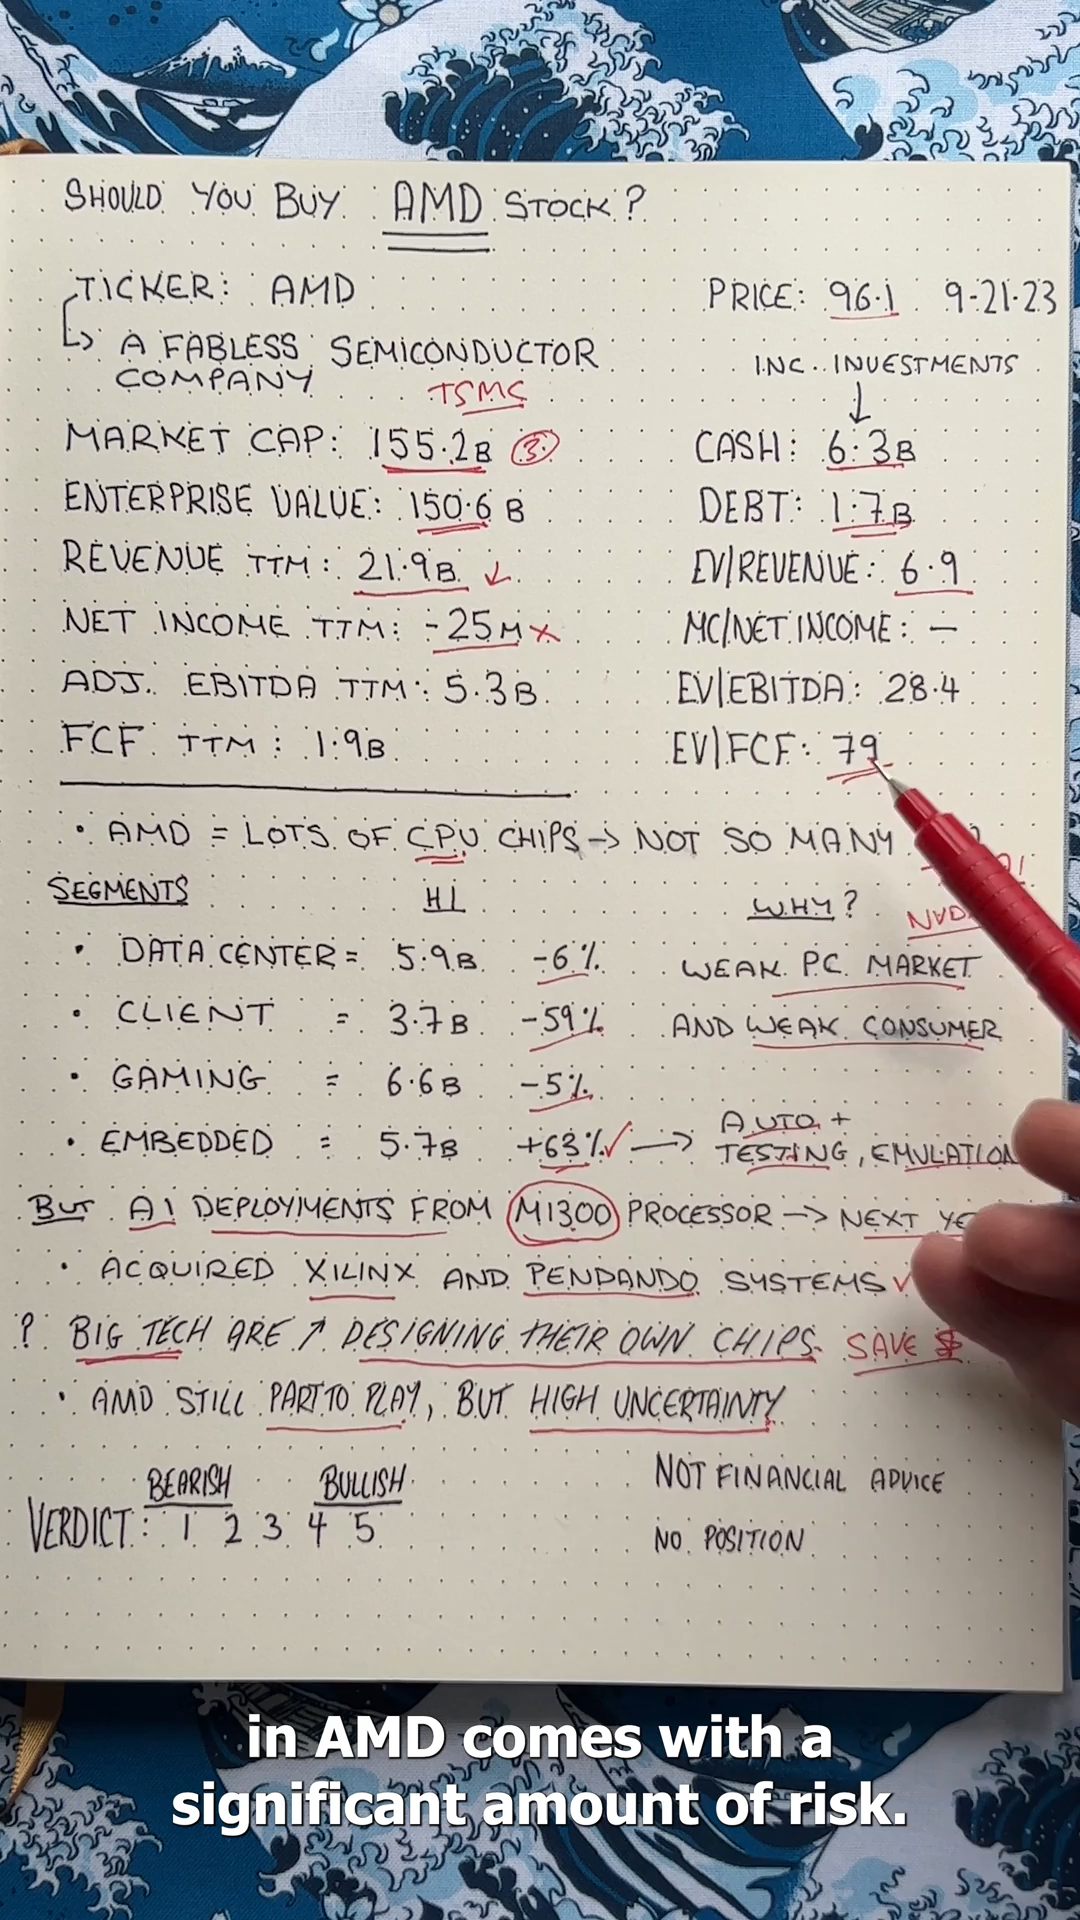 SHOULD YOU BUY AMD STOCK?
TICKER: AMD
PRICE: 96.1 9-21-23
A FABLESS SEMICONDUCTOR
COMPANY
TSMC
INC. INVESTMENTS
MARKET CAP: 155.2B 3
CASH: 6.3B
ENTERPRISE VALUE: 150.6 B
DEBT: 1.7B
REVENUE TTM: 21.9B ↙
EV/REVENUE: 6.9
NET INCOME TTM: -25M X
MC/NET INCOME: —
ADJ. EBITDA TTM: 5.3B
EV/EBITDA: 28.4
FCF TTM: 1.9B
EV/FCF: 79
• AMD = LOTS OF CPU CHIPS → NOT SO MANY
SEGMENTS H1 WHY?
• DATA CENTER = 5.9B -6%
WEAK PC MARKET
• CLIENT = 3.7B -59%
AND WEAK CONSUMER
• GAMING = 6.6B -5%
• EMBEDDED = 5.7B +63% ✓ → AUTO +
TESTING, EMULATION
BUT AI DEPLOYMENTS FROM MI300 PROCESSOR → NEXT
• ACQUIRED XILINX AND PENDANDO SYSTEMS ✓
? BIG TECH ARE ↗ DESIGNING THEIR OWN CHIPS. SAVE $
• AMD STILL PART TO PLAY, BUT HIGH UNCERTAINTY
BEARISH BULLISH
VERDICT: 1 2 3 4 5
NOT FINANCIAL ADVICE
NO POSITION
in AMD comes with a
significant amount of risk.